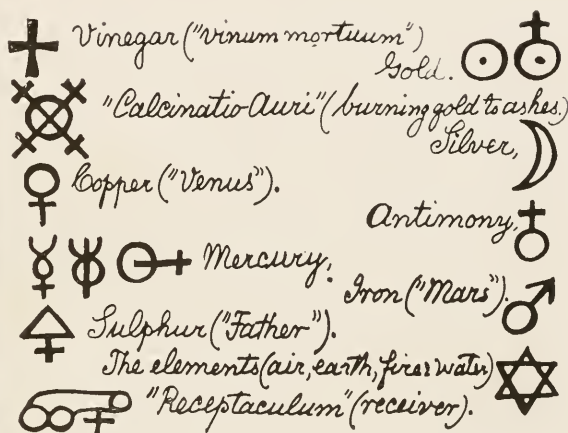 Vinegar ("vinum mortuum")
Gold.
"Calcinatio Auri" (burning gold to ashes.)
Silver,
Copper ("Venus").
Antimony,
Mercury,
Iron ("Mars").
Sulphur ("Father").
The elements (air, earth, fire & water)
"Receptaculum" (receiver).